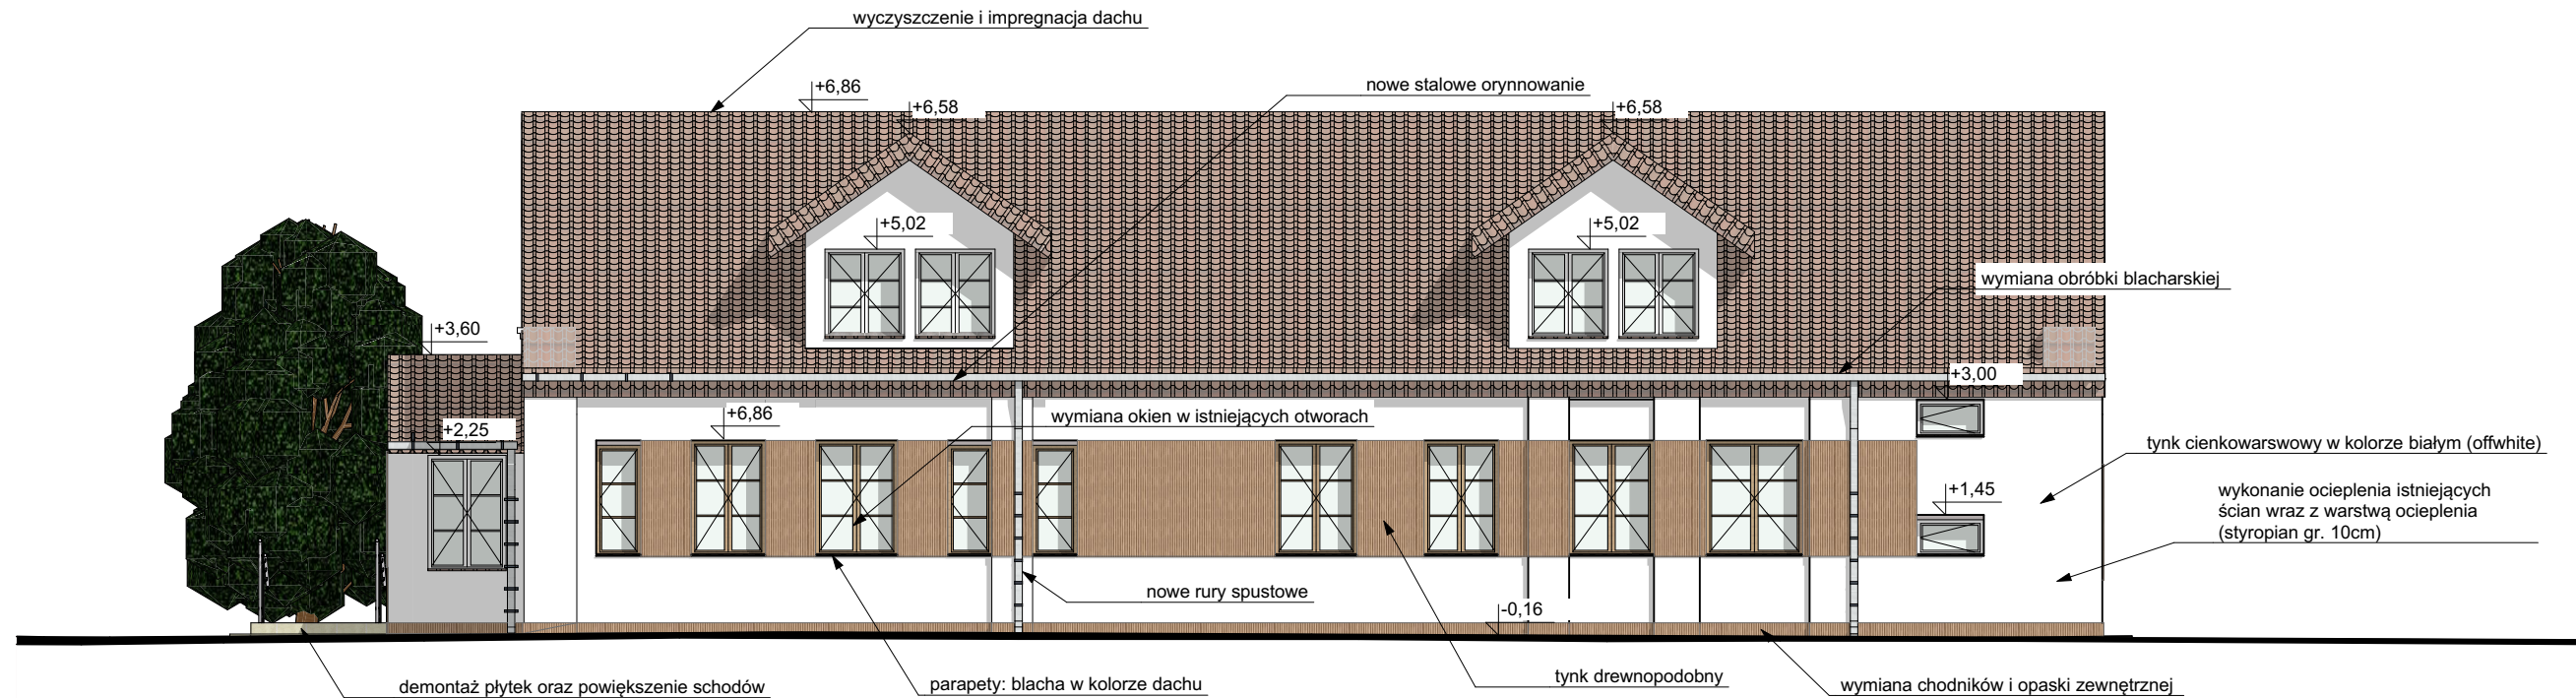 wyczyszczenie i impregnacja dachu
+6,86
nowe stalowe orynnowanie
+6,58
+6,58
+5,02
+5,02
wymiana obróbki blacharskiej
+3,60
+3,00
+6,86
wymiana okien w istniejących otworach
+2,25
tynk cienkowarswowy w kolorze białym (offwhite)
+1,45
wykonanie ocieplenia istniejących
ścian wraz z warstwą ocieplenia
(styropian gr. 10cm)
nowe rury spustowe
-0,16
demontaż płytek oraz powiększenie schodów
parapety: blacha w kolorze dachu
tynk drewnopodobny
wymiana chodników i opaski zewnętrznej